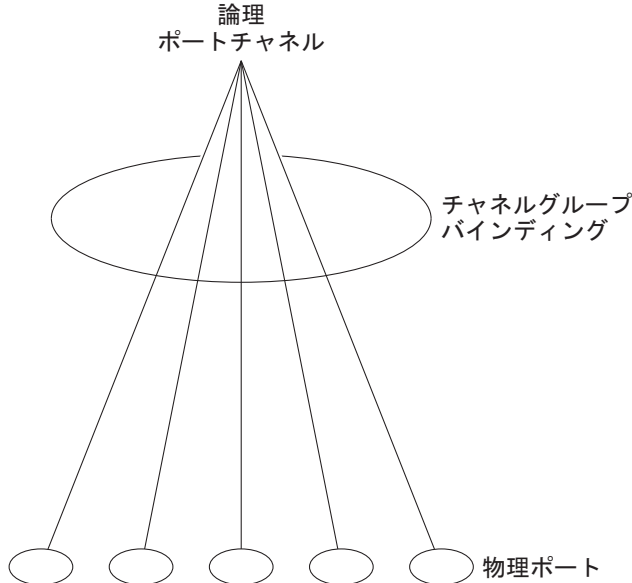 論理
ポートチャネル
チャネルグループ
バインディング
物理ポート